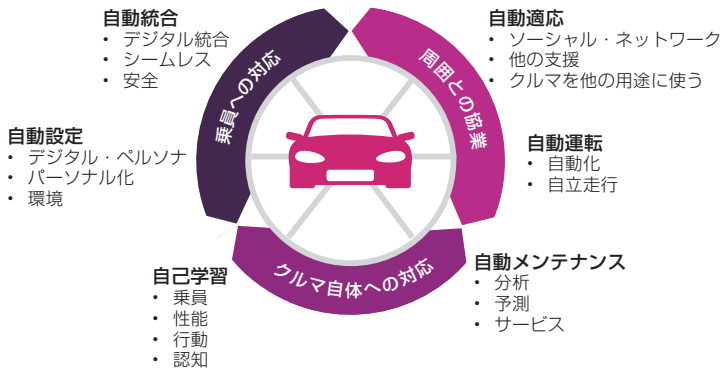 自動統合
• デジタル統合
• シームレス
• 安全
自動適応
• ソーシャル・ネットワーク
• 他の支援
• クルマを他の用途に使う
乗員への対応
周囲との協業
自動設定
• デジタル・ペルソナ
• パーソナル化
• 環境
自動運転
• 自動化
• 自立走行
クルマ自体への対応
自己学習
• 乗員
• 性能
• 行動
• 認知
自動メンテナンス
• 分析
• 予測
• サービス